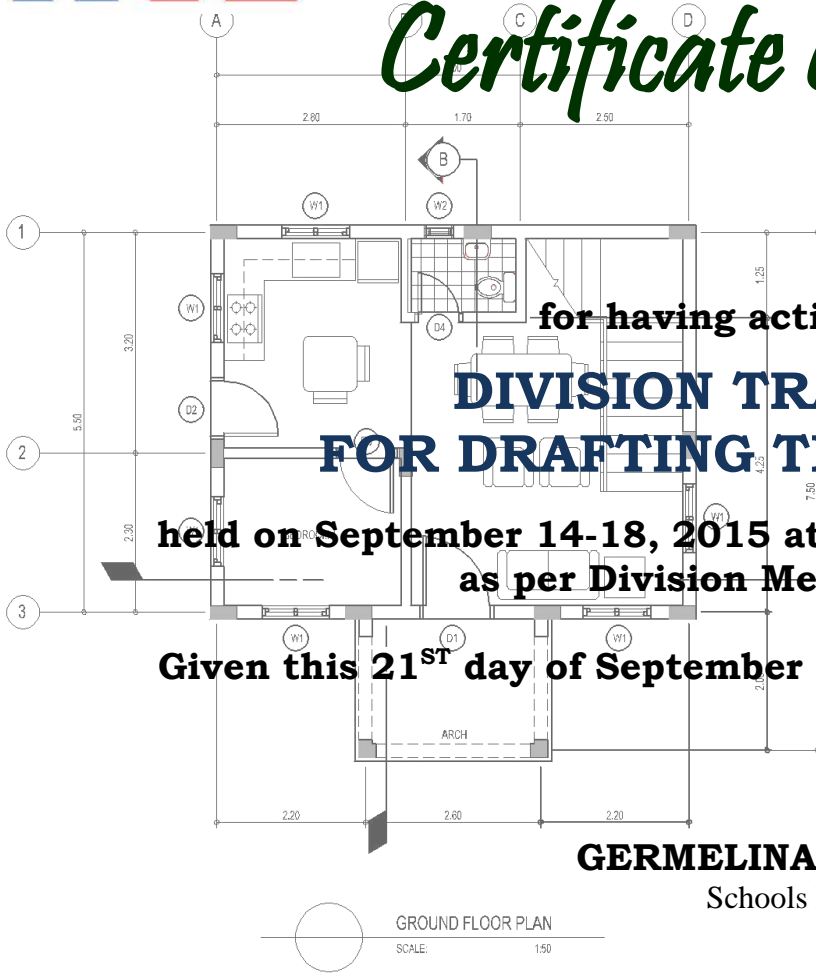 A C D
Certificate
2.80 1.70 2.50
B
W1 W2
1
1.25
W1
for having acti
D4
3.20
DIVISION TRA
D2
5.50
2
FOR DRAFTING T
4.25
7.50
W1
2.30
held on September 14-18, 2015 at
as per Division Me
3
W1 D1 W1
Given this 21ST day of September
ARCH
2.20 2.60 2.20
GERMELINA
Schools
GROUND FLOOR PLAN
SCALE: 1:50